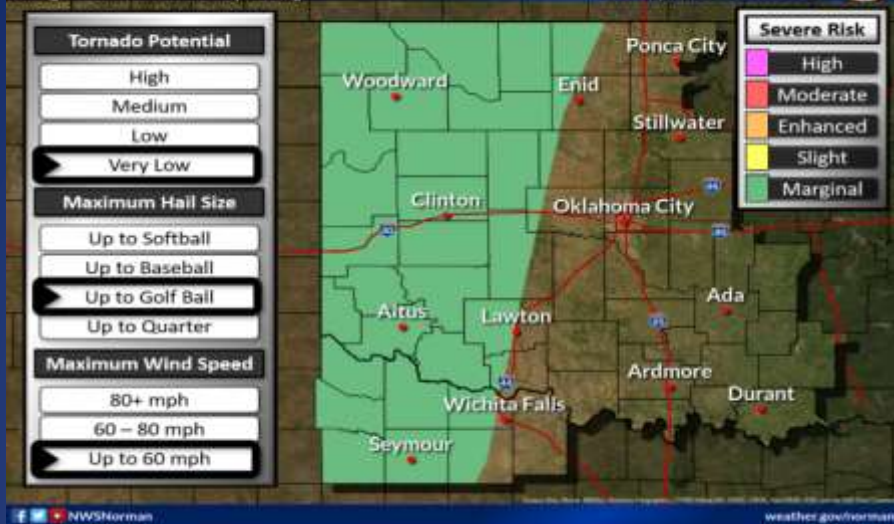 Tornado Potential
High
Medium
Low
Very Low
Maximum Hail Size
Up to Softball
Up to Baseball
Up to Golf Ball
Up to Quarter
Maximum Wind Speed
80+ mph
60 – 80 mph
Up to 60 mph
Ponca City
Woodward
Enid
Stillwater
Clinton
Oklahoma City
Altus
Lawton
Ada
Ardmore
Durant
Wichita Falls
Seymour
Severe Risk
High
Moderate
Enhanced
Slight
Marginal
NWSNorman
weather.gov/norman